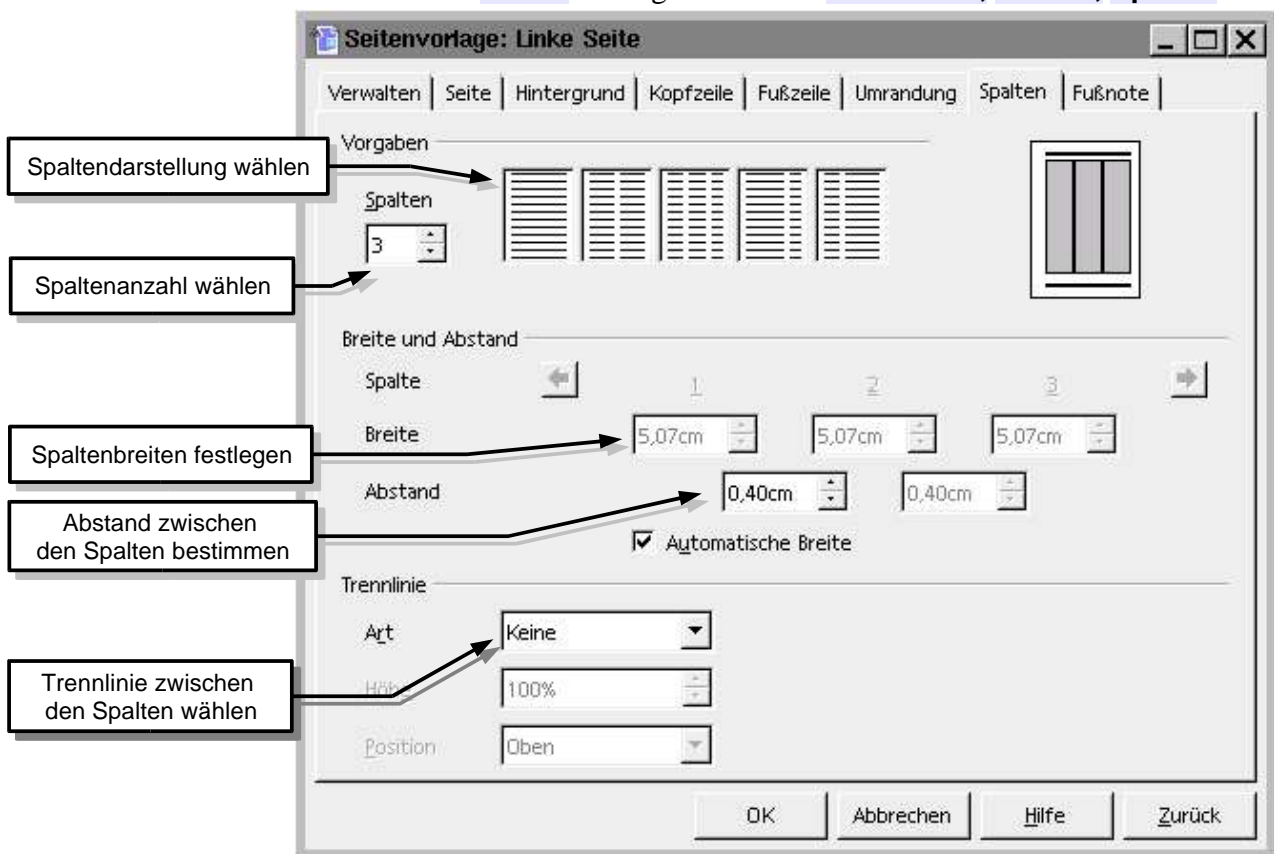 Seitenvorlage: Linke Seite
Verwalten Seite Hintergrund Kopfzeile Fußzeile Umrandung Spalten Fußnote
Vorgaben
Spaltendarstellung wählen
Spalten
3
Spaltenanzahl wählen
Breite und Abstand
Spalte 1 2 3
Breite 5,07cm 5,07cm 5,07cm
Spaltenbreiten festlegen
Abstand 0,40cm 0,40cm
Abstand zwischen
den Spalten bestimmen
Automatische Breite
Trennlinie
Art Keine
Trennlinie zwischen
den Spalten wählen
Höhe 100%
Position Oben
OK Abbrechen Hilfe Zurück